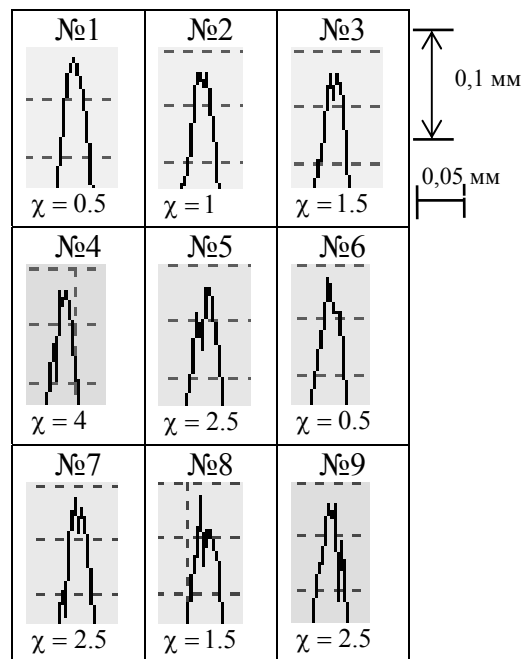 №1 №2 №3
0,1 мм
0,05 мм
χ = 0.5 χ = 1 χ = 1.5
№4 №5 №6
χ = 4 χ = 2.5 χ = 0.5
№7 №8 №9
χ = 2.5 χ = 1.5 χ = 2.5